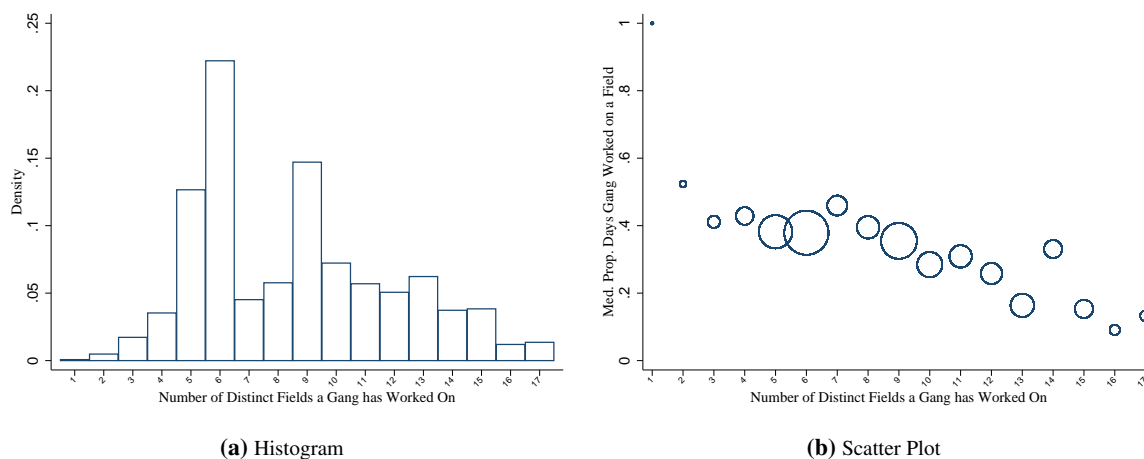 .25
.2
.15
.1
.05
0
Density
1 2 3 4 5 6 7 8 9 10 11 12 13 14 15 16 17
Number of Distinct Fields a Gang has Worked On
(a) Histogram
1
.8
.6
.4
.2
0
Med. Prop. Days Gang Worked on a Field
1 2 3 4 5 6 7 8 9 10 11 12 13 14 15 16 17
Number of Distinct Fields a Gang has Worked On
(b) Scatter Plot